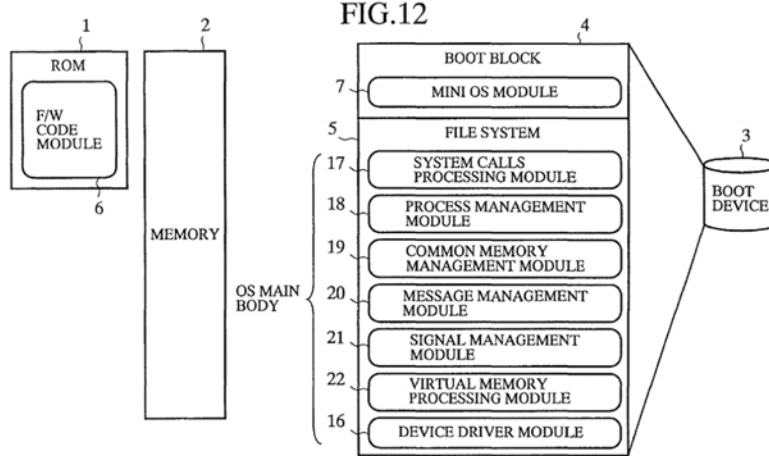 FIG.12
1
ROM
F/W
CODE
MODULE
6
2
MEMORY
4
BOOT BLOCK
7
MINI OS MODULE
5
FILE SYSTEM
OS MAIN
BODY
17
SYSTEM CALLS
PROCESSING MODULE
18
PROCESS MANAGEMENT
MODULE
19
COMMON MEMORY
MANAGEMENT MODULE
20
MESSAGE MANAGEMENT
MODULE
21
SIGNAL MANAGEMENT
MODULE
22
VIRTUAL MEMORY
PROCESSING MODULE
16
DEVICE DRIVER MODULE
3
BOOT
DEVICE